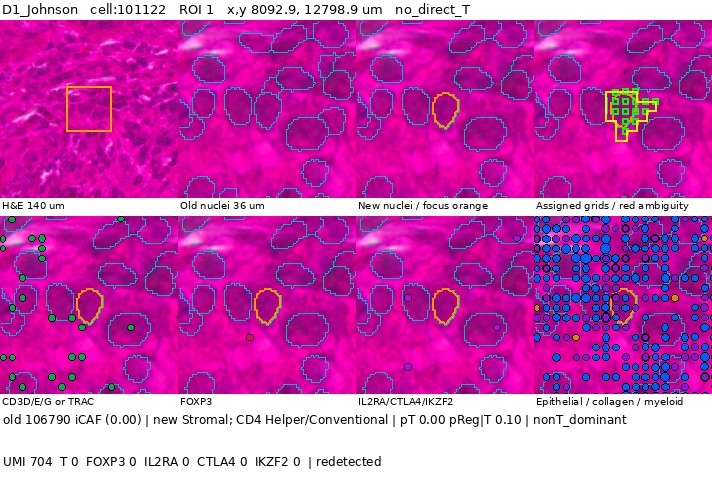 D1_Johnson cell:101122 ROI 1 x,y 8092.9, 12798.9 um no_direct_T
H&E 140 um
Old nuclei 36 um
New nuclei / focus orange
Assigned grids / red ambiguity
CD3D/E/G or TRAC
FOXP3
IL2RA/CTLA4/IKZF2
Epithelial / collagen / myeloid
old 106790 iCAF (0.00) | new Stromal; CD4 Helper/Conventional | pT 0.00 pReg|T 0.10 | nonT_dominant
UMI 704 T 0 FOXP3 0 IL2RA 0 CTLA4 0 IKZF2 0 | redetected